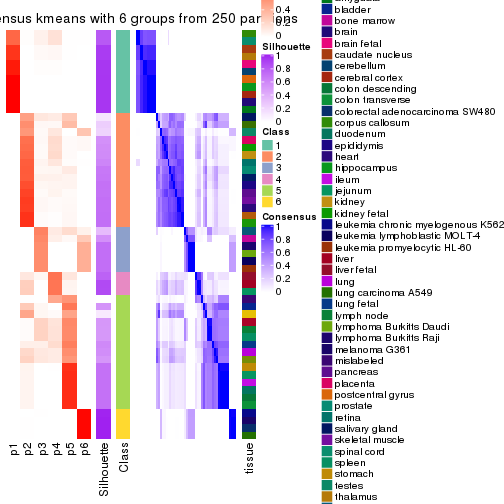 ensus kmeans with 6 groups from 250 par
ons
0.4
0.2
0
Silhouette
1
0.8
0.6
0.4
0.2
0
Class
1
2
3
4
5
6
Consensus
1
0.8
0.6
0.4
0.2
0
p1
p2
p3
p4
p5
p6
Silhouette
Class
tissue
bladder
bone marrow
brain
brain fetal
caudate nucleus
cerebellum
cerebral cortex
colon descending
colon transverse
colorectal adenocarcinoma SW480
corpus callosum
duodenum
epididymis
heart
hippocampus
ileum
jejunum
kidney
kidney fetal
leukemia chronic myelogenous K562
leukemia lymphoblastic MOLT-4
leukemia promyelocytic HL-60
liver
liver fetal
lung
lung carcinoma A549
lung fetal
lymph node
lymphoma Burkitts Daudi
lymphoma Burkitts Raji
melanoma G361
mislabeled
pancreas
placenta
postcentral gyrus
prostate
retina
salivary gland
skeletal muscle
spinal cord
spleen
stomach
testes
thalamus